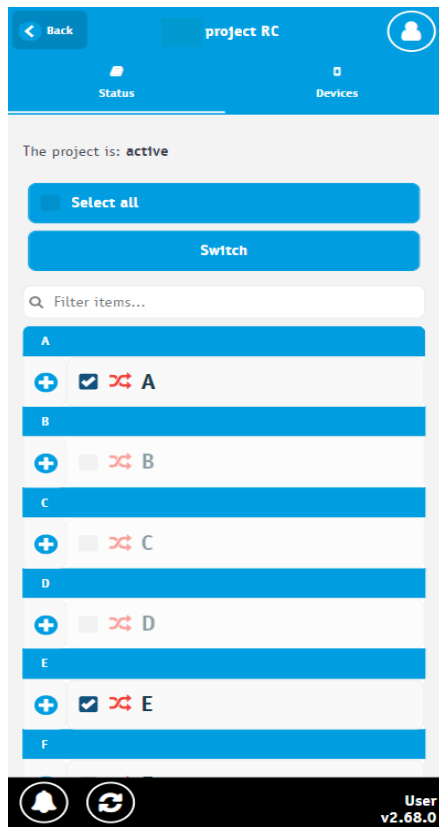 Back
project RC
Status
Devices
The project is: active
Select all
Switch
Filter items...
A
A
B
B
C
C
D
D
E
E
F
User
v2.68.0